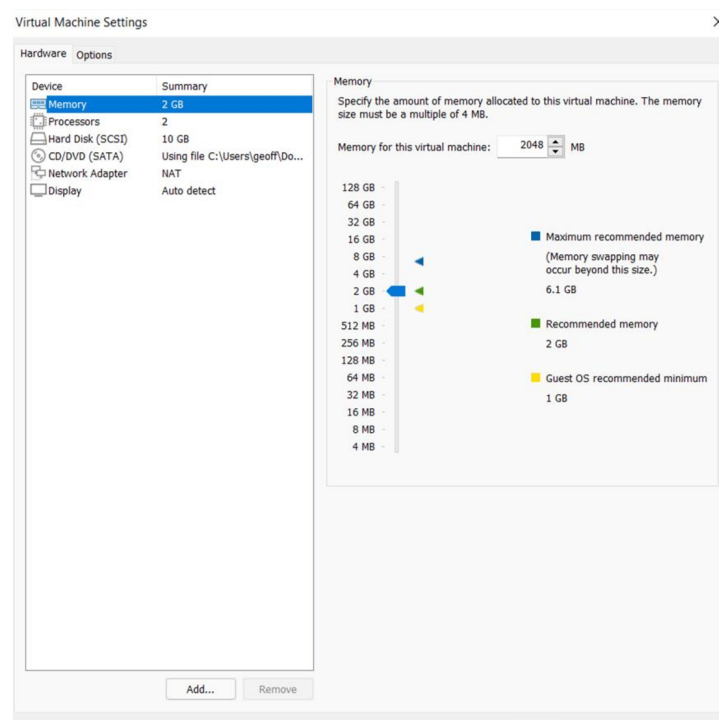 Virtual Machine Settings
Hardware Options
Device Summary
Memory 2 GB
Processors 2
Hard Disk (SCSI) 10 GB
CD/DVD (SATA) Using file C:\Users\geoff\Do...
Network Adapter NAT
Display Auto detect
Add... Remove
Memory
Specify the amount of memory allocated to this virtual machine. The memory
size must be a multiple of 4 MB.
Memory for this virtual machine: 2048 MB
128 GB
64 GB
32 GB
16 GB
8 GB
4 GB
2 GB
1 GB
512 MB
256 MB
128 MB
64 MB
32 MB
16 MB
8 MB
4 MB
Maximum recommended memory
(Memory swapping may
occur beyond this size.)
6.1 GB
Recommended memory
2 GB
Guest OS recommended minimum
1 GB